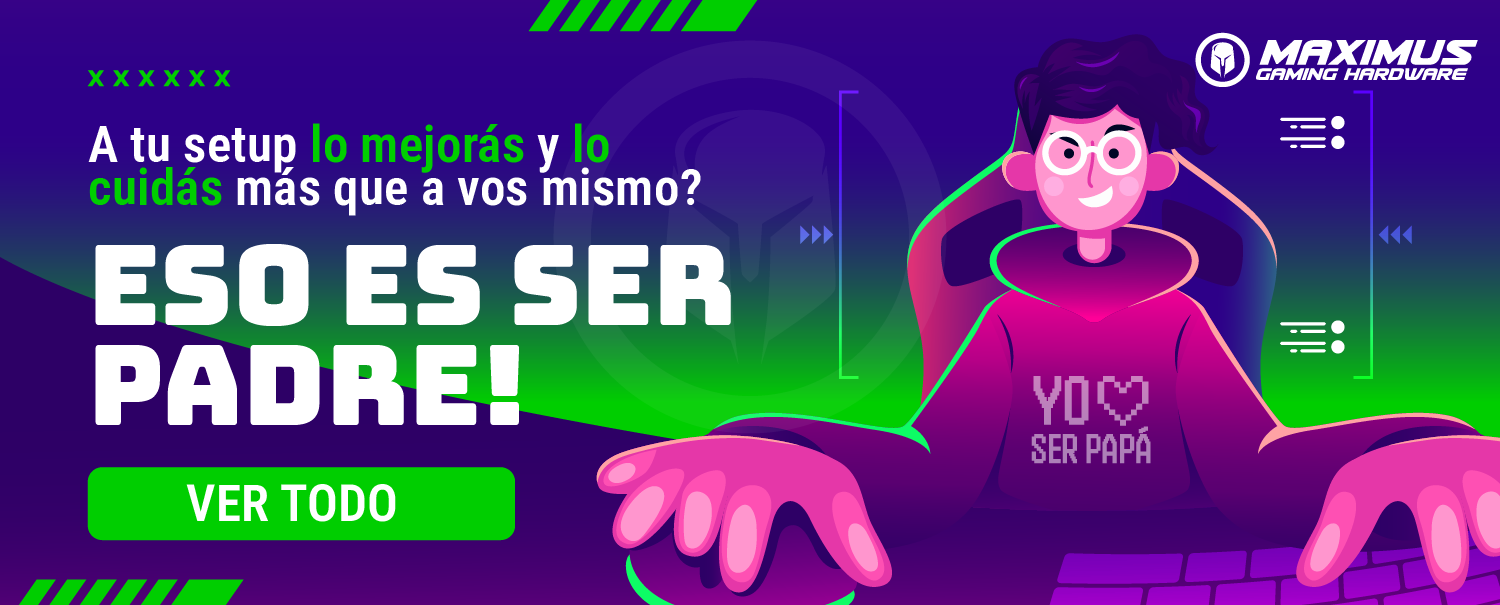 x x x x x x
MAXIMUS
GAMING HARDWARE
A tu setup lo mejorás y lo
cuidás más que a vos mismo?
ESO ES SER
PADRE!
VER TODO
YO ♡
SER PAPÁ